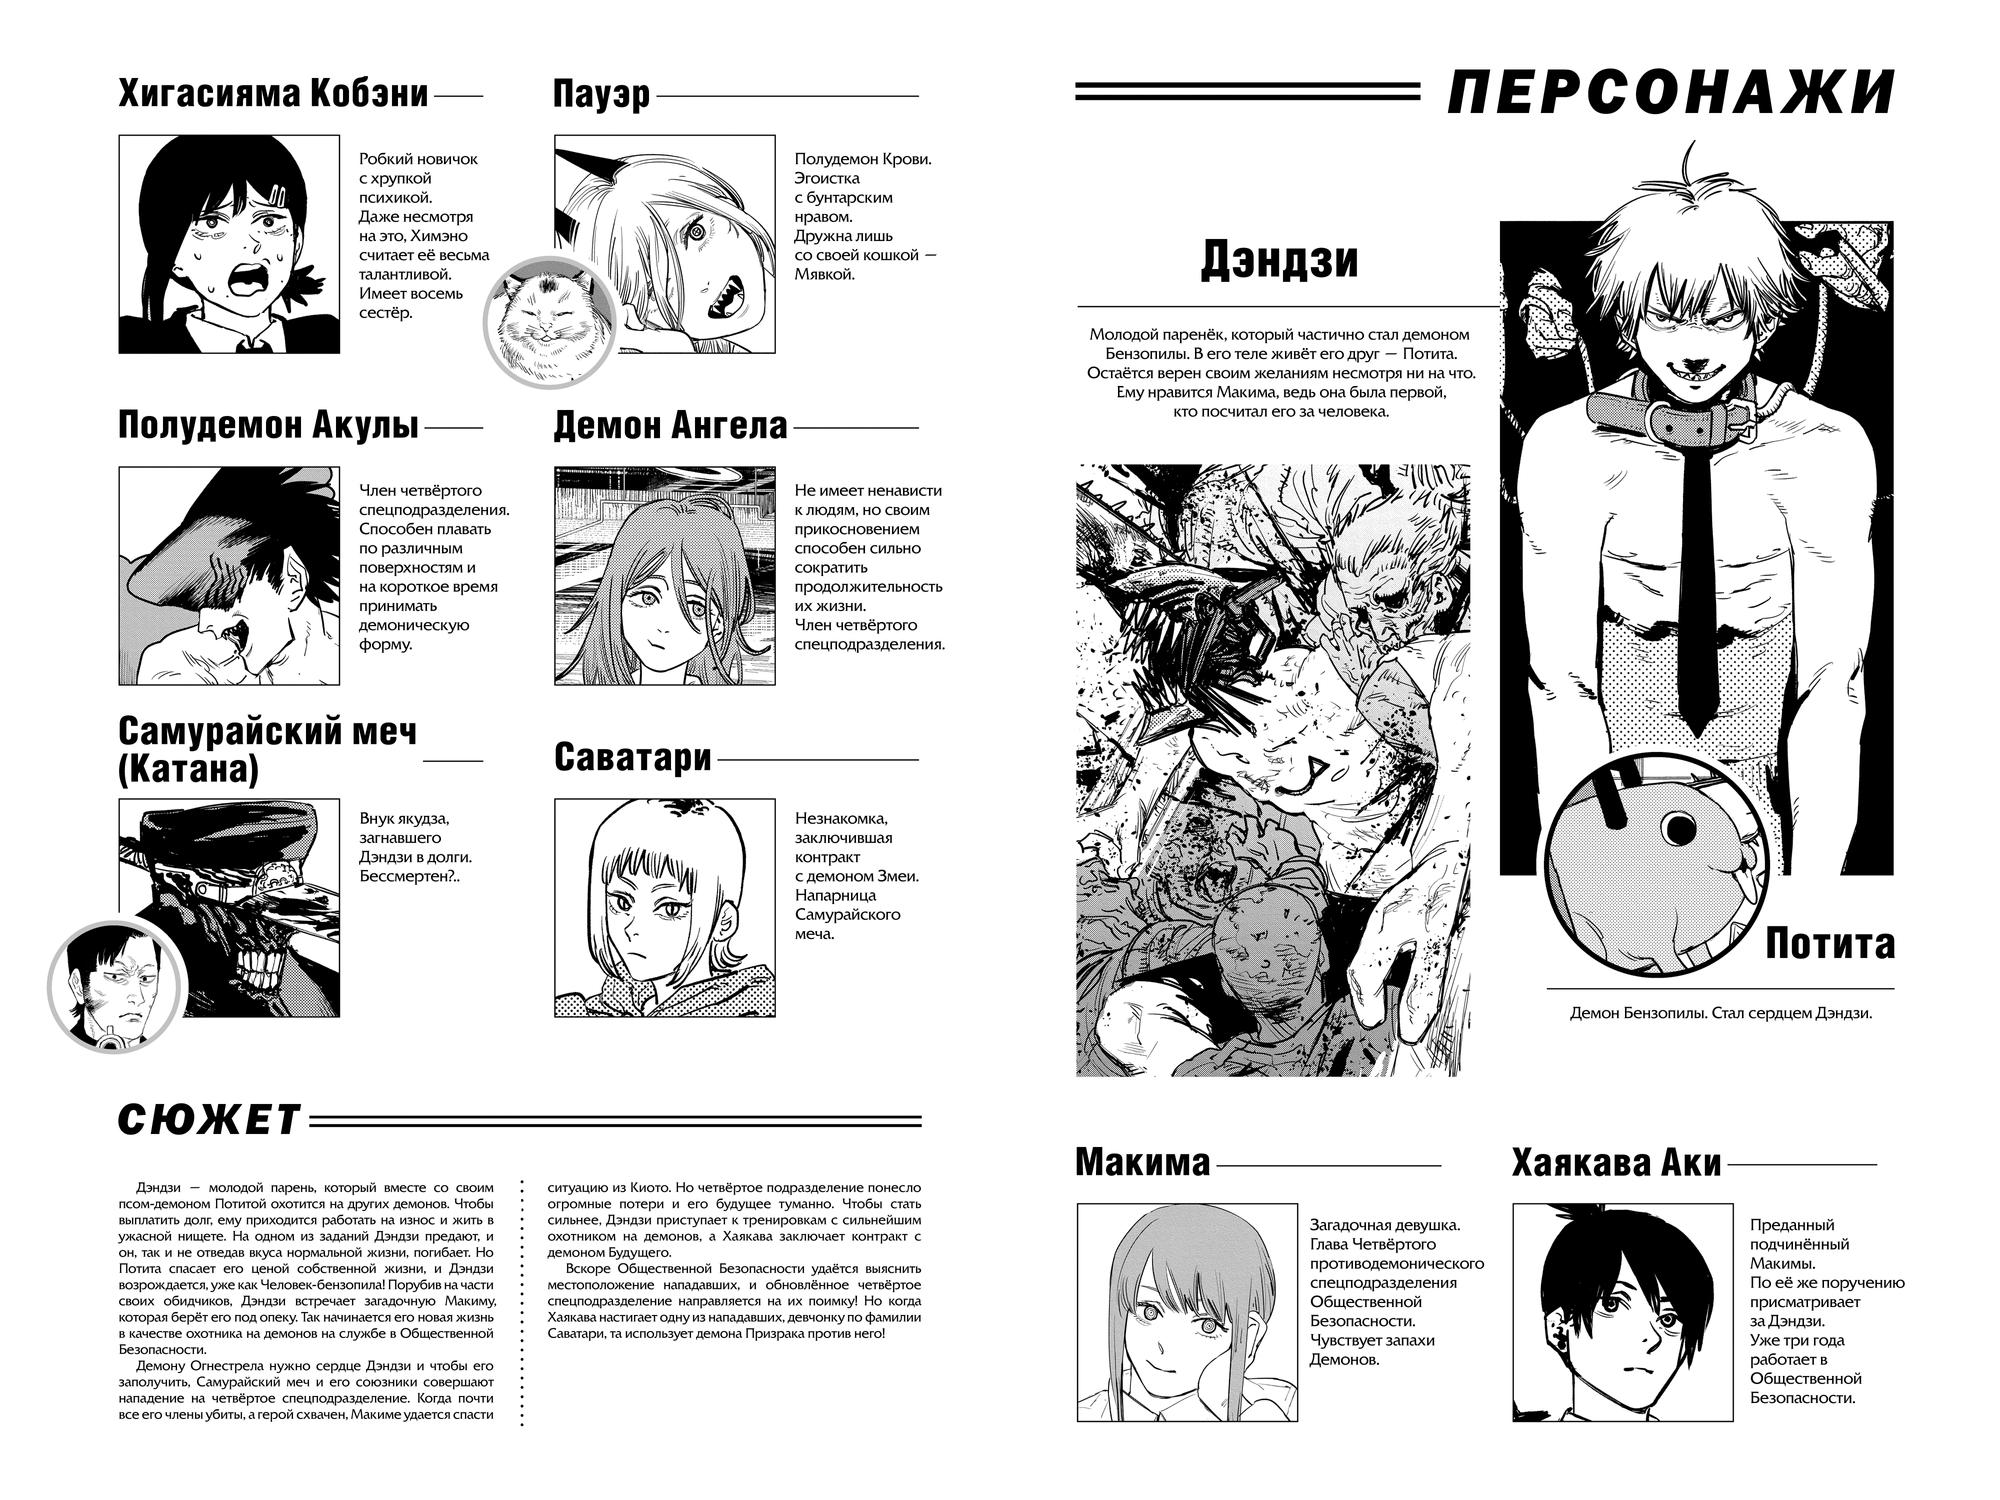 ПЕРСОНАЖИ
Дэндзи
Молодой паренёк, который частично стал демоном
Бензопилы. В его теле живёт его друг — Потита.
Остаётся верен своим желаниям несмотря ни на что.
Ему нравится Макима, ведь она была первой,
кто посчитал его за человека.
Потита
Демон Бензопилы. Стал сердцем Дэндзи.
Макима
Загадочная девушка.
Глава Четвёртого
противодемонического
спецподразделения
Общественной
Безопасности.
Чувствует запахи
Демонов.
Хаякава Аки
Преданный
подчинённый
Макимы.
По её же поручению
присматривает
за Дэндзи.
Уже три года
работает в
Общественной
Безопасности.
Хигасияма Кобэни
Робкий новичок
с хрупкой
психикой.
Даже несмотря
на это, Химэно
считает её весьма
талантливой.
Имеет восемь
сестёр.
Пауэр
Полудемон Крови.
Эгоистка
с бунтарским
нравом.
Дружна лишь
со своей кошкой —
Мявкой.
Полудемон Акулы
Член четвёртого
спецподразделения.
Способен плавать
по различным
поверхностям и
на короткое время
принимать
демоническую
форму.
Демон Ангела
Не имеет ненависти
к людям, но своим
прикосновением
способен сильно
сократить
продолжительность
их жизни.
Член четвёртого
спецподразделения.
Самурайский меч
(Катана)
Внук якудза,
загнавшего
Дэндзи в долги.
Бессмертен?..
Саватари
Незнакомка,
заключившая
контракт
с демоном Змеи.
Напарница
Самурайского
меча.
СЮЖЕТ
Дэндзи — молодой парень, который вместе со своим
псом-демоном Потитой охотится на других демонов. Чтобы
выплатить долг, ему приходится работать на износ и жить в
ужасной нищете. На одном из заданий Дэндзи предают, и
он, так и не отведав вкуса нормальной жизни, погибает. Но
Потита спасает его ценой собственной жизни, и Дэндзи
возрождается, уже как Человек-бензопила! Порубив на части
своих обидчиков, Дэндзи встречает загадочную Макиму,
которая берёт его под опеку. Так начинается его новая жизнь
в качестве охотника на демонов на службе в Общественной
Безопасности.
Демону Огнестрела нужно сердце Дэндзи и чтобы его
заполучить, Самурайский меч и его союзники совершают
нападение на четвёртое спецподразделение. Когда почти
все его члены убиты, а герой схвачен, Макиме удается спасти
ситуацию из Киото. Но четвёртое подразделение понесло
огромные потери и его будущее туманно. Чтобы стать
сильнее, Дэндзи приступает к тренировкам с сильнейшим
охотником на демонов, а Хаякава заключает контракт с
демоном Будущего.
Вскоре Общественной Безопасности удаётся выяснить
местоположение нападавших, и обновлённое четвёртое
спецподразделение направляется на их поимку! Но когда
Хаякава настигает одну из нападавших, девчонку по фамилии
Саватари, та использует демона Призрака против него!